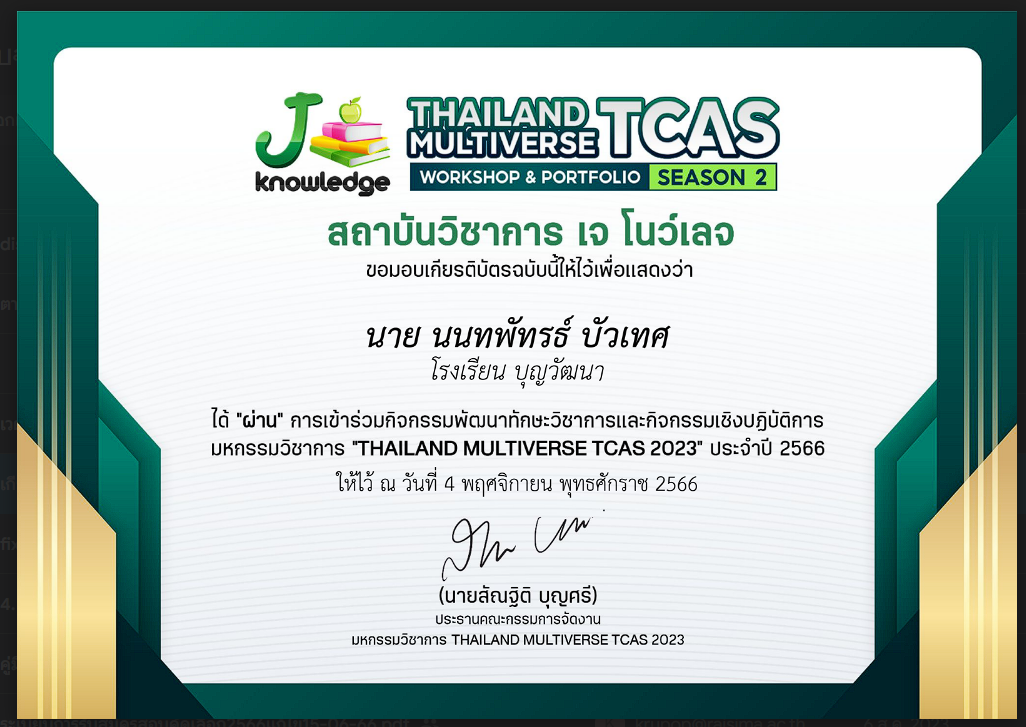 J
knowledge
THAILAND
MULTIVERSE
TCAS
WORKSHOP & PORTFOLIO SEASON 2
สถาบันวิชาการ เจ โนว์เลจ
ขอมอบเกียรติบัตรฉบับนี้ให้ไว้เพื่อแสดงว่า
นาย นนทพัทรธ์ บัวเทศ
โรงเรียน บุญวัฒนา
ได้ "ผ่าน" การเข้าร่วมกิจกรรมพัฒนาทักษะวิชาการและกิจกรรมเชิงปฏิบัติการ
มหกรรมวิชาการ "THAILAND MULTIVERSE TCAS 2023" ประจำปี 2566
ให้ไว้ ณ วันที่ 4 พฤศจิกายน พุทธศักราช 2566
(นายสัณฐิติ บุญศรี)
ประธานคณะกรรมการจัดงาน
มหกรรมวิชาการ THAILAND MULTIVERSE TCAS 2023